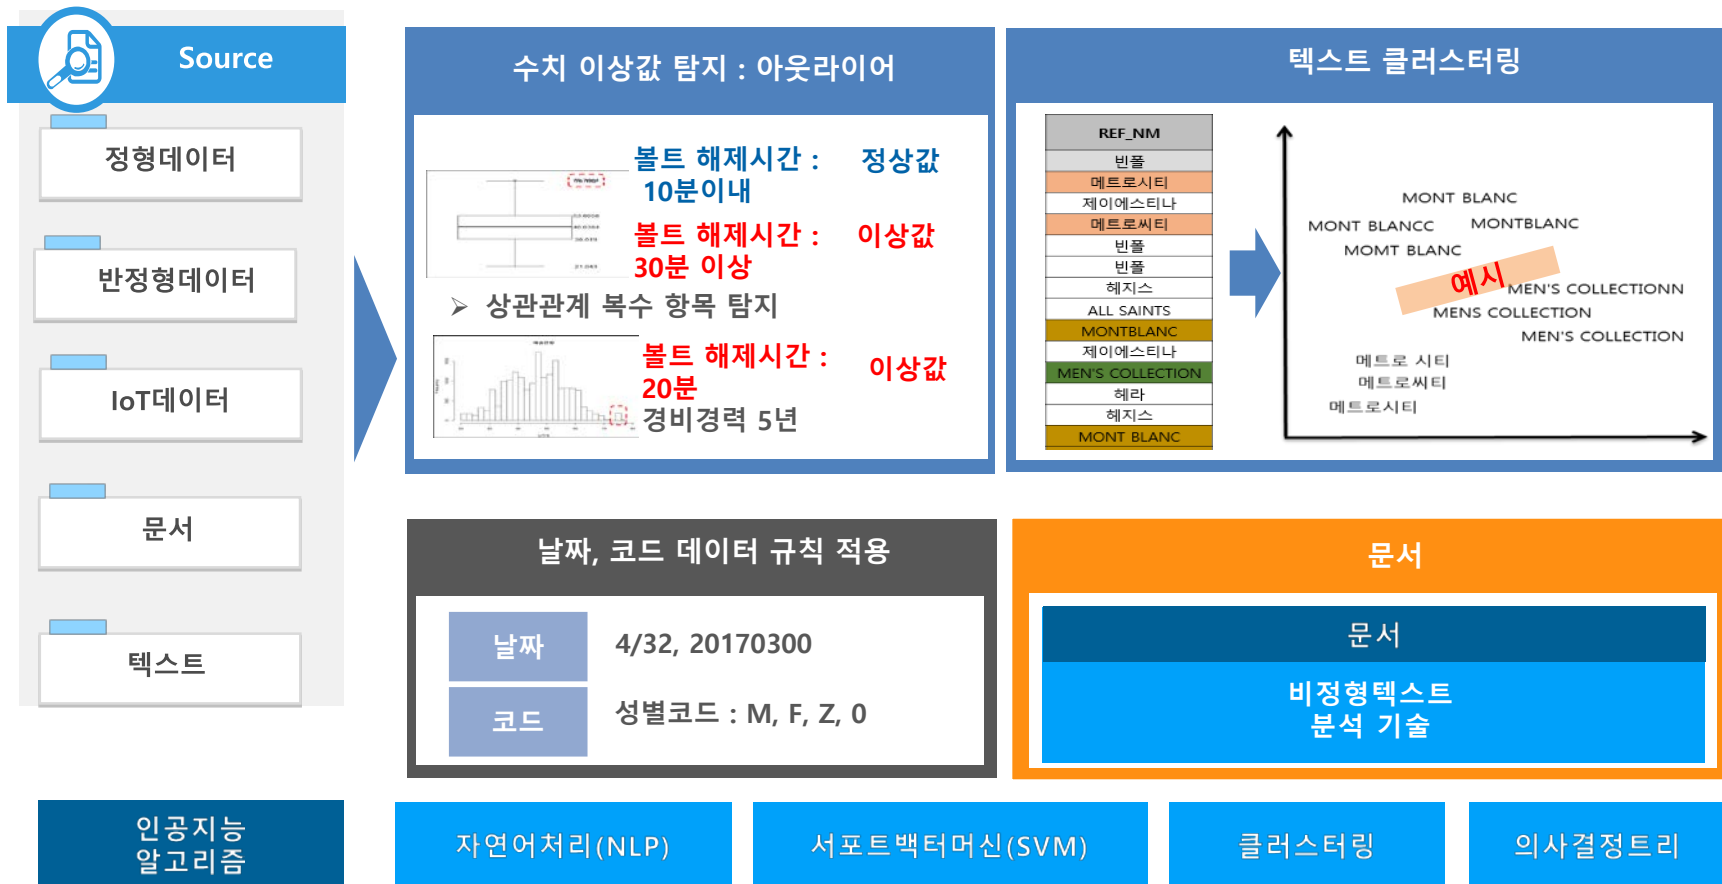 Source
정형데이터
반정형데이터
IoT데이터
문서
텍스트
수치 이상값 탐지 : 아웃라이어
볼트 해제시간 : 정상값
10분이내
볼트 해제시간 : 이상값
30분 이상
➢ 상관관계 복수 항목 탐지
볼트 해제시간 : 이상값
20분
경비경력 5년
텍스트 클러스터링
REF_NM
빈폴
메트로시티
제이에스티나
메트로씨티
빈폴
빈폴
헤지스
ALL SAINTS
MONTBLANC
제이에스티나
MEN'S COLLECTION
헤라
헤지스
MONT BLANC
MONT BLANC
MONT BLANCC
MONTBLANC
MOMT BLANC
예시
MEN'S COLLECTIONN
MENS COLLECTION
MEN'S COLLECTION
메트로 시티
메트로씨티
메트로시티
날짜, 코드 데이터 규칙 적용
날짜
4/32, 20170300
코드
성별코드 : M, F, Z, 0
문서
문서
비정형텍스트
분석 기술
인공지능
알고리즘
자연어처리(NLP)
서포트백터머신(SVM)
클러스터링
의사결정트리